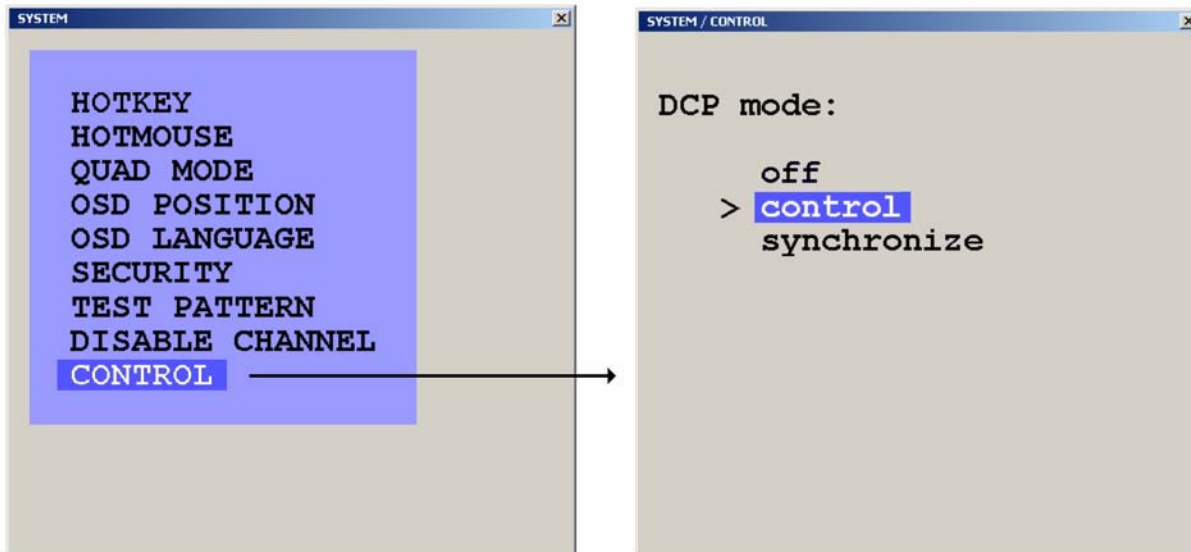 SYSTEM
HOTKEY
HOTMOUSE
QUAD MODE
OSD POSITION
OSD LANGUAGE
SECURITY
TEST PATTERN
DISABLE CHANNEL
CONTROL
SYSTEM / CONTROL
DCP mode:
off
> control
synchronize